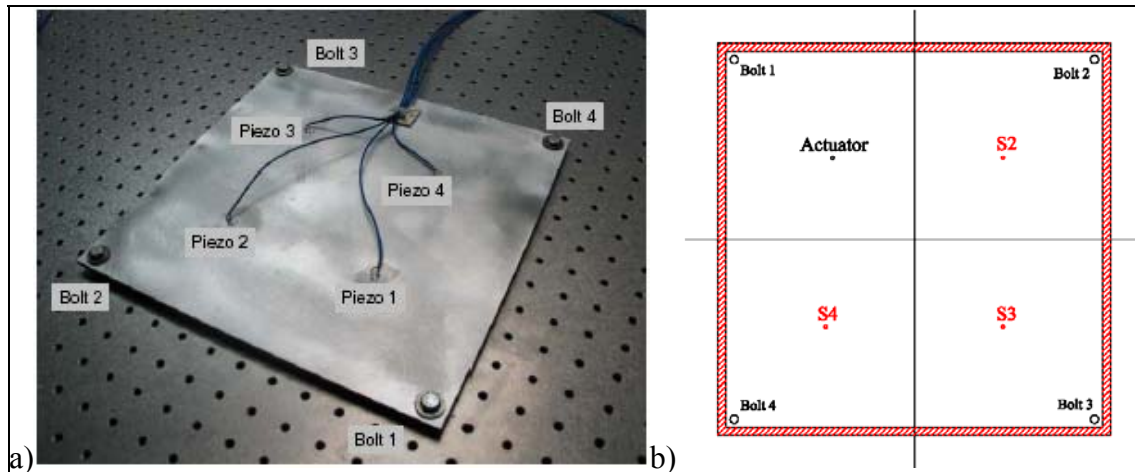 Bolt 3
Bolt 4
Piezo 3
Piezo 4
Piezo 2
Piezo 1
Bolt 2
Bolt 1
a)
Bolt 1
Bolt 2
Actuator
S2
S4
S3
Bolt 4
Bolt 3
b)